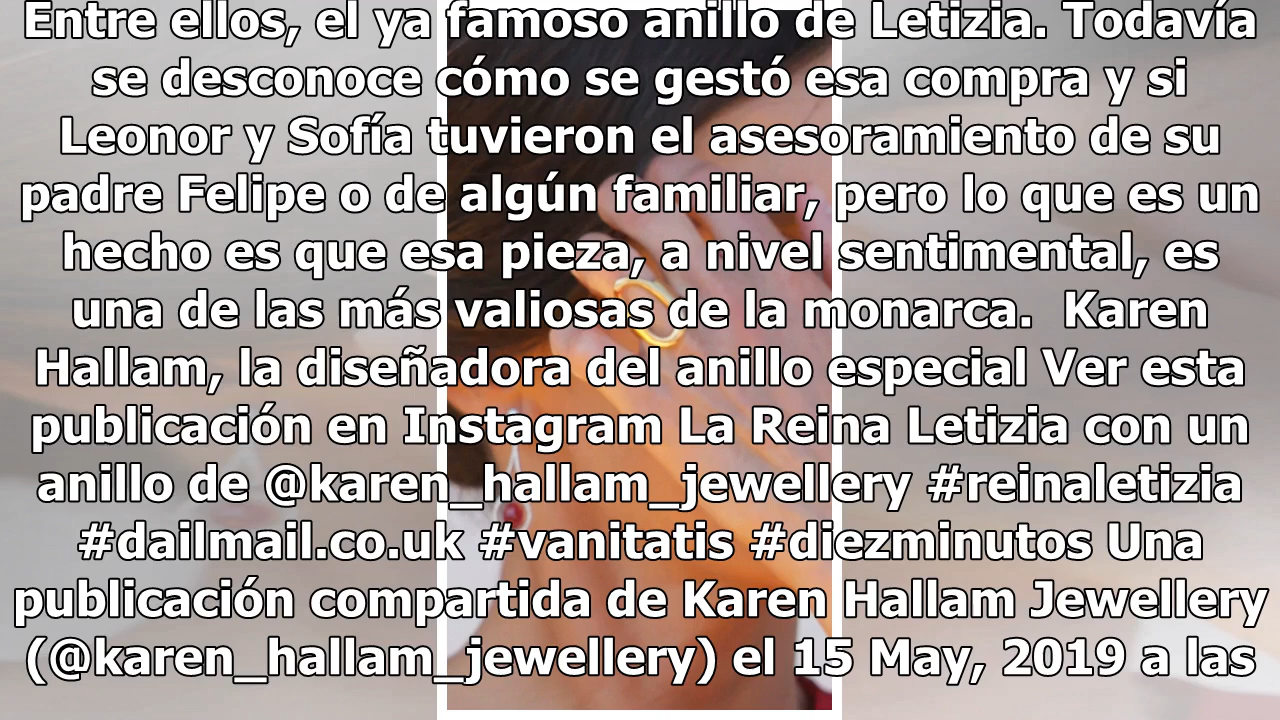 Entre ellos, el ya famoso anillo de Letizia. Todavía
se desconoce cómo se gestó esa compra y si
Leonor y Sofía tuvieron el asesoramiento de su
padre Felipe o de algún familiar, pero lo que es un
hecho es que esa pieza, a nivel sentimental, es
una de las más valiosas de la monarca.  Karen
Hallam, la diseñadora del anillo especial Ver esta
publicación en Instagram La Reina Letizia con un
anillo de @karen_hallam_jewellery #reinaletizia
#dailmail.co.uk #vanitatis #diezminutos Una
publicación compartida de Karen Hallam Jewellery
(@karen_hallam_jewellery) el 15 May, 2019 a las